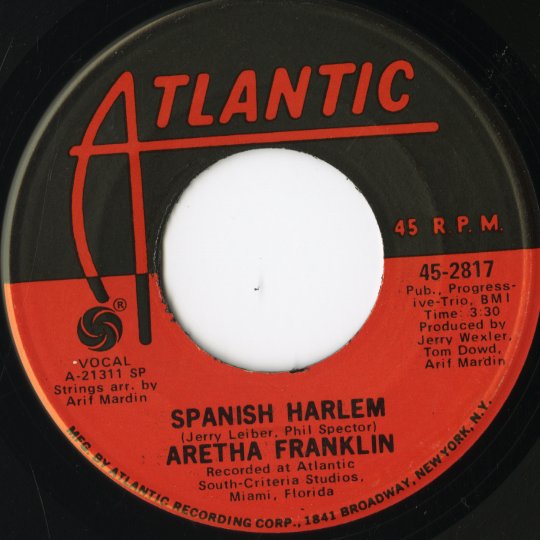 ATLANTIC
45 R.P.M.
45-2817
Pub., Progress-
ive-Trio, BMI
Time: 3:30
Produced by
Jerry Wexler,
Tom Dowd,
Arif Mardin
®
VOCAL
A-21311 SP
Strings arr. by
Arif Mardin
SPANISH HARLEM
(Jerry Leiber, Phil Spector)
ARETHA FRANKLIN
Recorded at Atlantic
South-Criteria Studios,
Miami, Florida
MFG. BY ATLANTIC RECORDING CORP., 1841 BROADWAY, NEW YORK, N.Y.